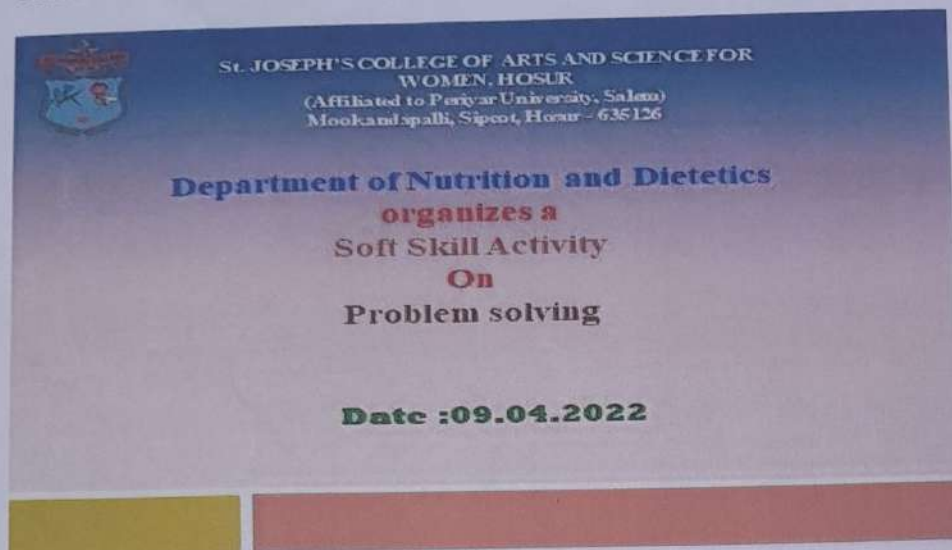 St. JOSEPH'S COLLEGE OF ARTS AND SCIENCE FOR
WOMEN, HOSUR
(Affiliated to Periyar University, Salem)
Mookandapalli, Sipcot, Hosur - 635126
Department of Nutrition and Dietetics
organizes a
Soft Skill Activity
On
Problem solving
Date :09.04.2022